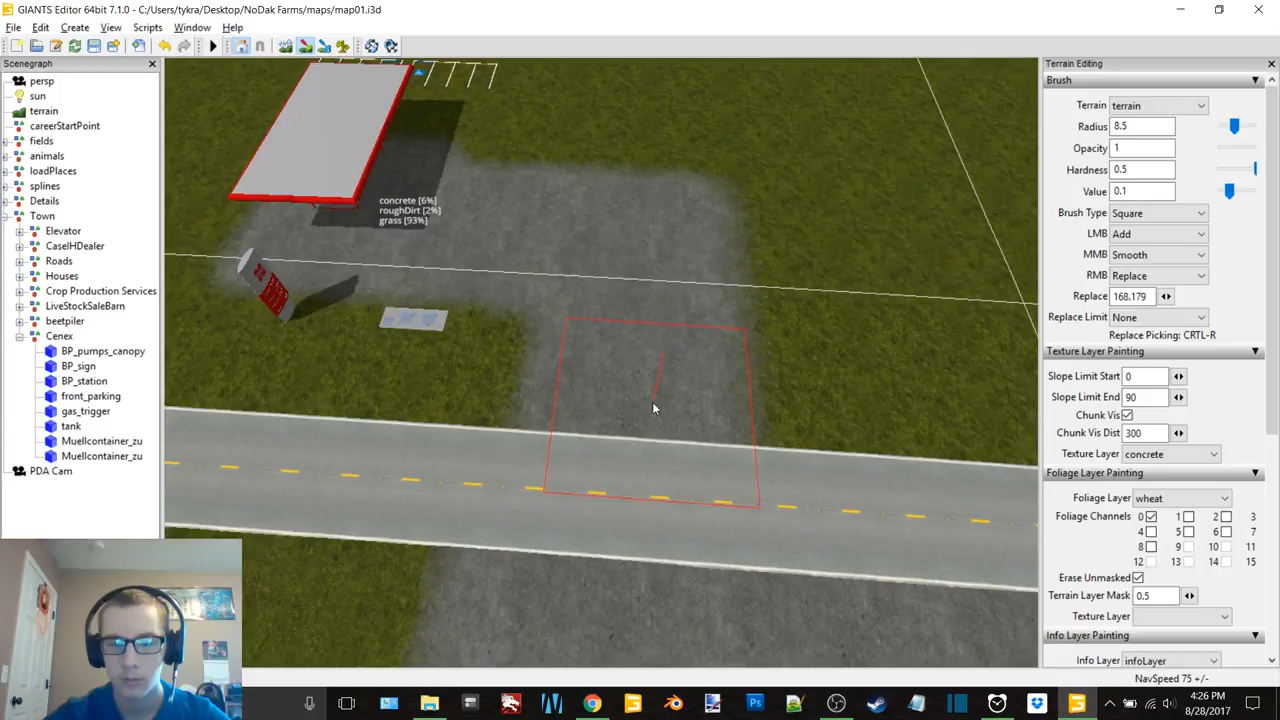 GIANTS Editor 64bit 7.1.0 - C:/Users/tykra/Desktop/NoDak Farms/maps/map01.i3d
File Edit Create View Scripts Window Help
Scenegraph
persp
sun
terrain
careerStartPoint
fields
animals
loadPlaces
splines
Details
Town
Elevator
CaseIHDealer
Roads
Houses
Crop Production Services
LiveStockSaleBarn
beetpiler
Cenex
BP_pumps_canopy
BP_sign
BP_station
front_parking
gas_trigger
tank
Muellcontainer_zu
Muellcontainer_zu
PDA Cam
concrete [6%]
roughDirt [2%]
grass [93%]
Terrain Editing
Brush
Terrain terrain
Radius 8.5
Opacity 1
Hardness 0.5
Value 0.1
Brush Type Square
LMB Add
MMB Smooth
RMB Replace
Replace 168.179
Replace Limit None
Replace Picking: CRTL-R
Texture Layer Painting
Slope Limit Start 0
Slope Limit End 90
Chunk Vis
Chunk Vis Dist 300
Texture Layer concrete
Foliage Layer Painting
Foliage Layer wheat
Foliage Channels 0 1 2 3
4 5 6 7
8 9 10 11
12 13 14 15
Erase Unmasked
Terrain Layer Mask 0.5
Texture Layer
Info Layer Painting
Info Layer infoLayer
NavSpeed 75 +/-
4:26 PM
8/28/2017